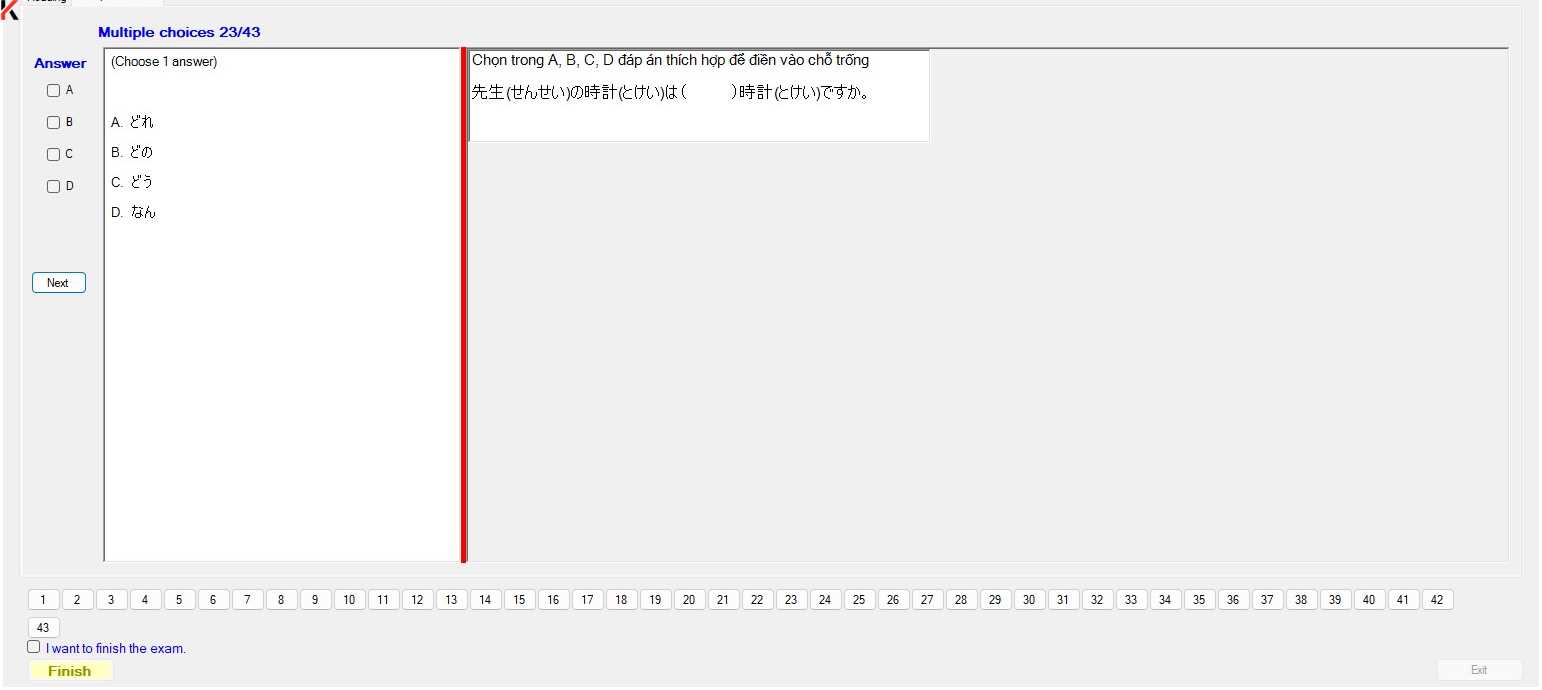 Multiple choices 23/43
Answer
A
B
C
D
Next
(Choose 1 answer)
A. どれ
B. どの
C. どう
D. なん
Chọn trong A, B, C, D đáp án thích hợp để điền vào chỗ trống
先生(せんせい)の時計(とけい)は( )時計(とけい)ですか。
1 2 3 4 5 6 7 8 9 10 11 12 13 14 15 16 17 18 19 20 21 22 23 24 25 26 27 28 29 30 31 32 33 34 35 36 37 38 39 40 41 42
43
I want to finish the exam.
Finish
Exit